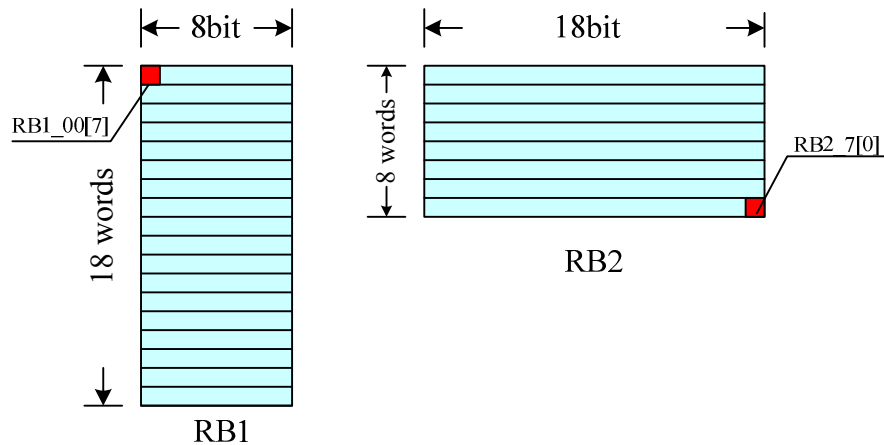 8bit
18bit
RB1_00[7]
18 words
8 words
RB2_7[0]
RB2
RB1